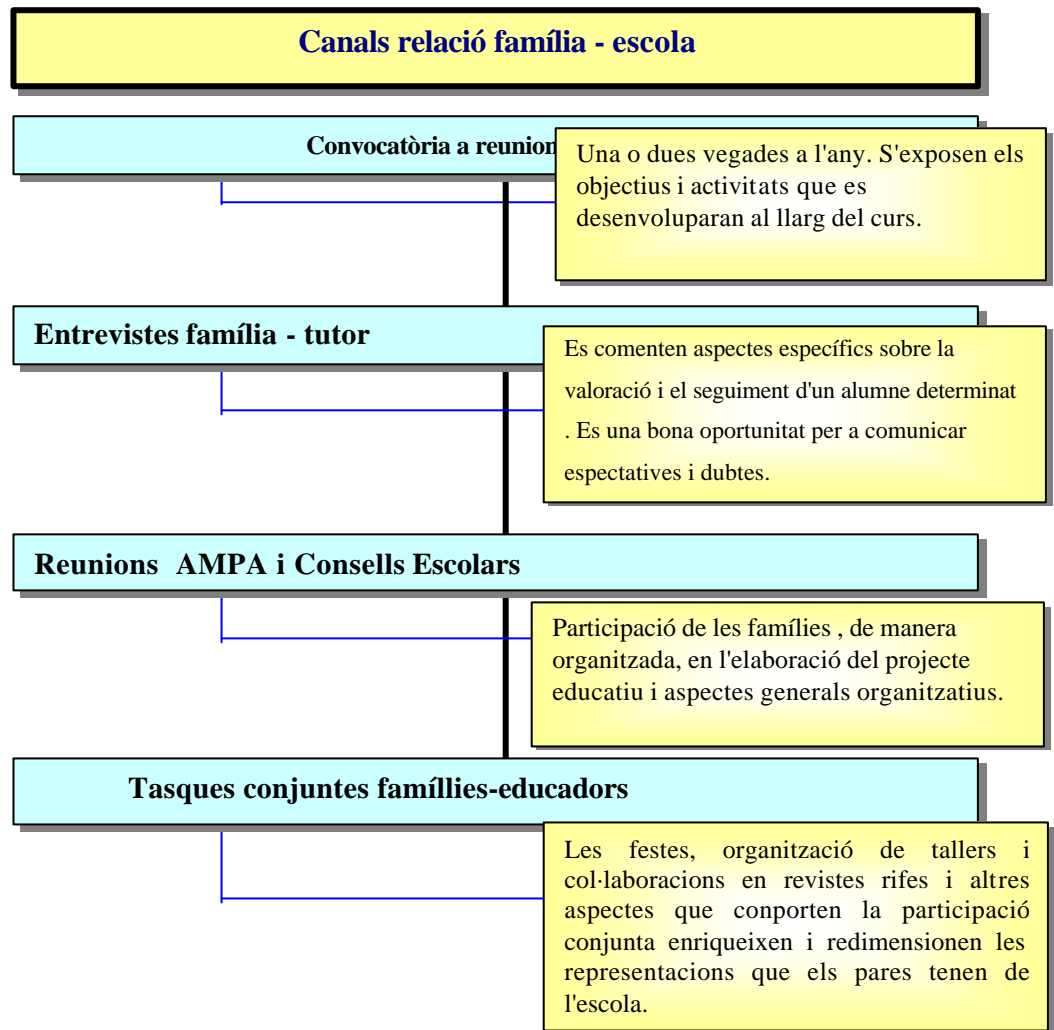 Canals relació família - escola
Convocatòria a reunion
Una o dues vegades a l'any. S'exposen els
objectius i activitats que es
desenvoluparan al llarg del curs.
Entrevistes família - tutor
Es comenten aspectes específics sobre la
valoració i el seguiment d'un alumne determinat
. Es una bona oportunitat per a comunicar
espectatives i dubtes.
Reunions AMPA i Consells Escolars
Participació de les famílies , de manera
organitzada, en l'elaboració del projecte
educatiu i aspectes generals organitzatius.
Tasques conjuntes famíllies-educadors
Les festes, organització de tallers i
col·laboracions en revistes rifes i altres
aspectes que conporten la participació
conjunta enriqueixen i redimensionen les
representacions que els pares tenen de
l'escola.